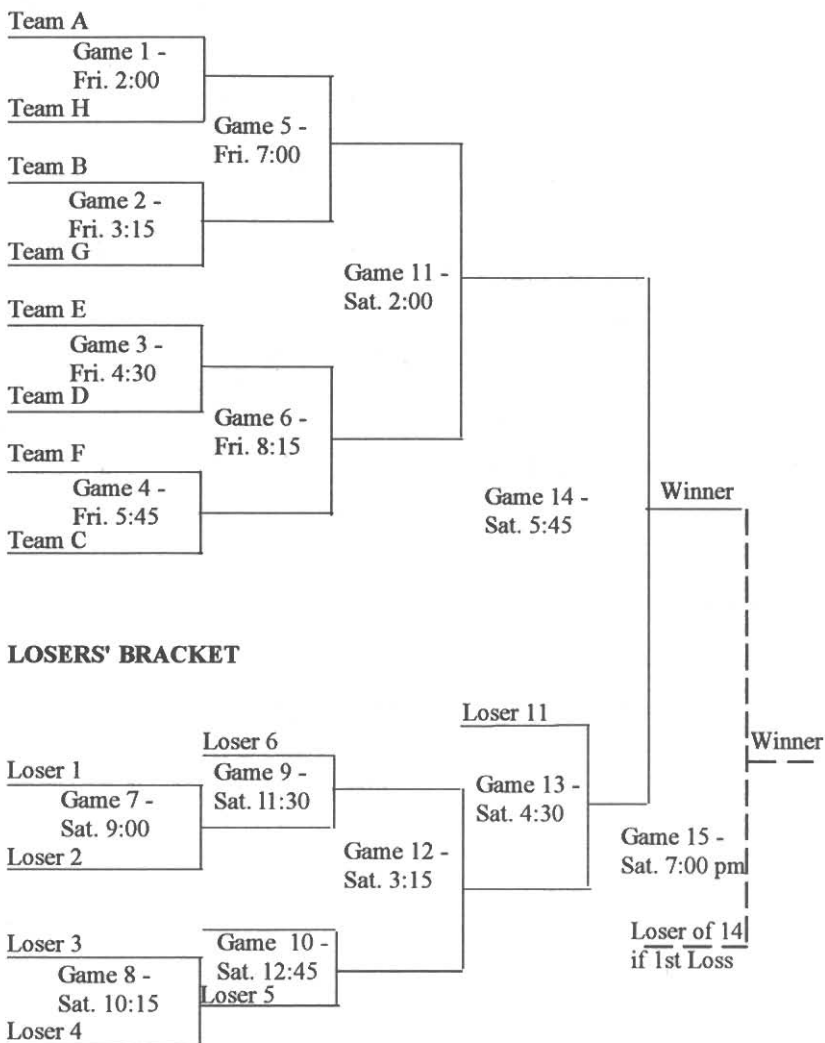 Team A
Game 1 -
Fri. 2:00
Team H
Game 5 -
Fri. 7:00
Team B
Game 2 -
Fri. 3:15
Team G
Game 11 -
Sat. 2:00
Team E
Game 3 -
Fri. 4:30
Team D
Game 6 -
Fri. 8:15
Team F
Game 4 -
Fri. 5:45
Team C
Game 14 -
Sat. 5:45
Winner
LOSERS' BRACKET
Loser 11
Winner
Loser 6
Loser 1
Game 9 -
Sat. 11:30
Game 7 -
Sat. 9:00
Loser 2
Game 13 -
Sat. 4:30
Game 12 -
Sat. 3:15
Game 15 -
Sat. 7:00 pm
Loser 3
Game 10 -
Sat. 12:45
Loser 5
Game 8 -
Sat. 10:15
Loser 4
Loser of 14
if 1st Loss